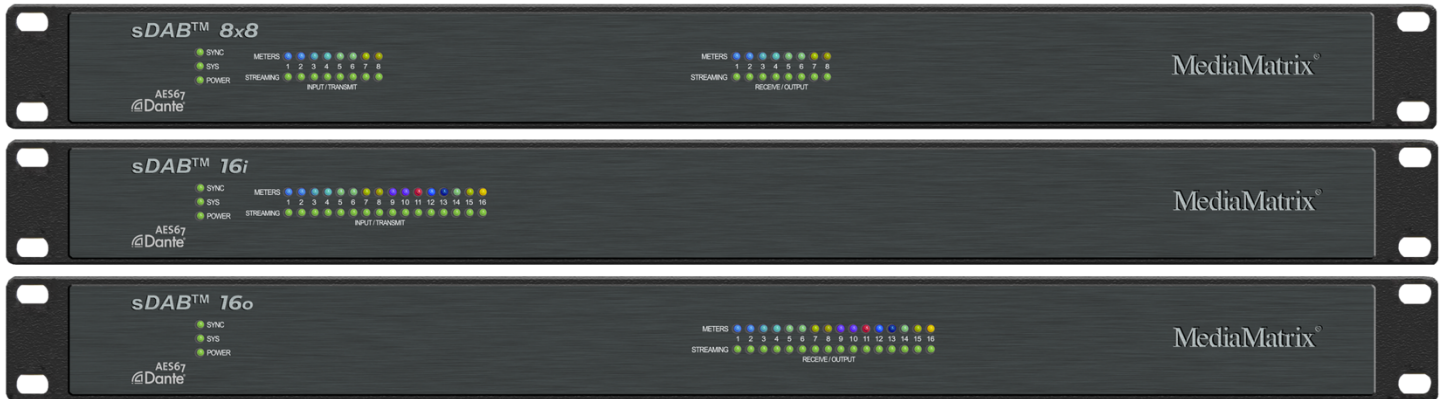 sDAB™ 8x8
SYNC
SYS
POWER
METERS
1 2 3 4 5 6 7 8
STREAMING
INPUT / TRANSMIT
METERS
1 2 3 4 5 6 7 8
STREAMING
RECEIVE / OUTPUT
MediaMatrix®
AES67
Dante
sDAB™ 16i
SYNC
SYS
POWER
METERS
1 2 3 4 5 6 7 8 9 10 11 12 13 14 15 16
STREAMING
INPUT / TRANSMIT
MediaMatrix®
AES67
Dante
sDAB™ 16o
SYNC
SYS
POWER
METERS
1 2 3 4 5 6 7 8 9 10 11 12 13 14 15 16
STREAMING
RECEIVE / OUTPUT
MediaMatrix®
AES67
Dante